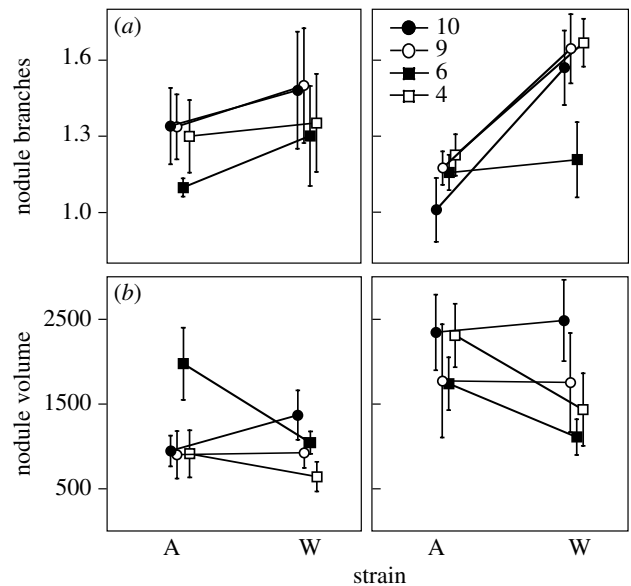 (a)
10
9
6
4
nodule branches
1.6
1.3
1.0
(b)
nodule volume
2500
1500
500
A W A W
strain